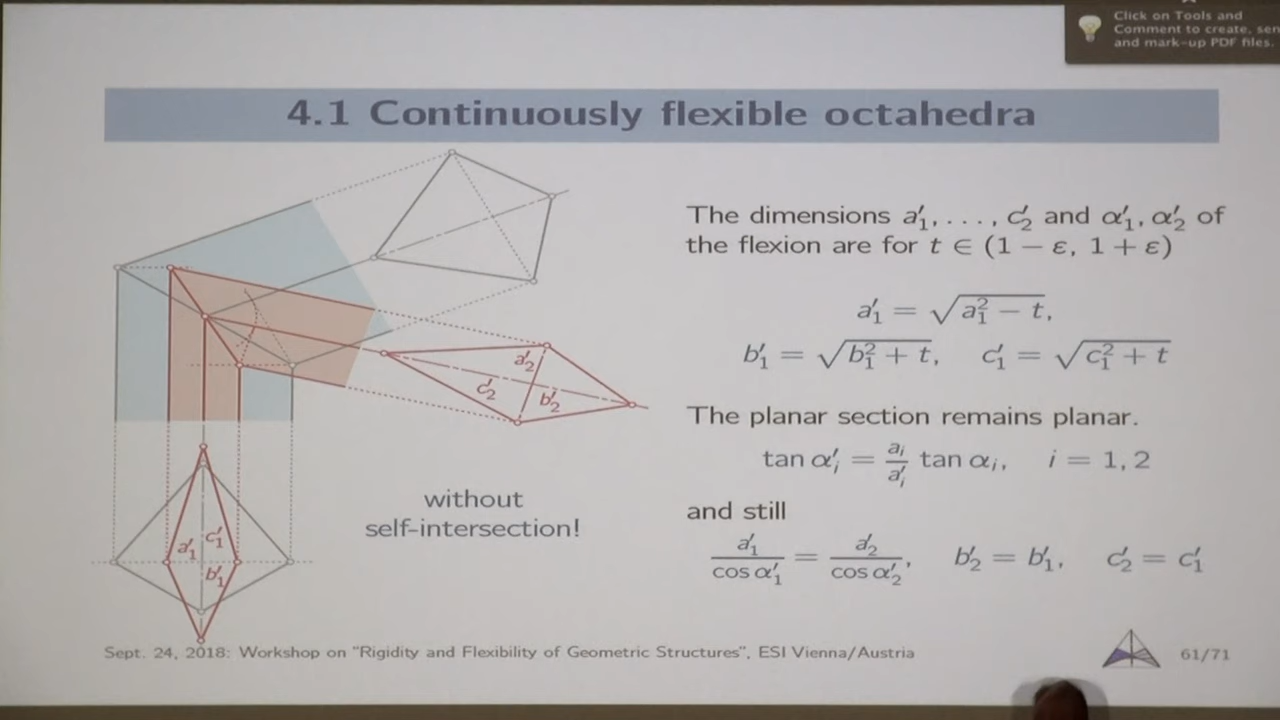 Click on Tools and
Comment to create, sen
and mark-up PDF files.
4.1 Continuously flexible octahedra
The dimensions a′₁, . . . , c′₂ and α′₁, α′₂ of
the flexion are for t ∈ (1 − ε, 1 + ε)
a′₁ = √(a₁² − t),
b′₁ = √(b₁² + t), c′₁ = √(c₁² + t)
The planar section remains planar.
tan α′ᵢ = aᵢ/a′ᵢ tan αᵢ, i = 1, 2
and still
a′₁/cos α′₁ = a′₂/cos α′₂, b′₂ = b′₁, c′₂ = c′₁
a′₂
c′₂
b′₂
without
self-intersection!
a′₁
c′₁
b′₁
Sept. 24, 2018: Workshop on "Rigidity and Flexibility of Geometric Structures", ESI Vienna/Austria
61/71